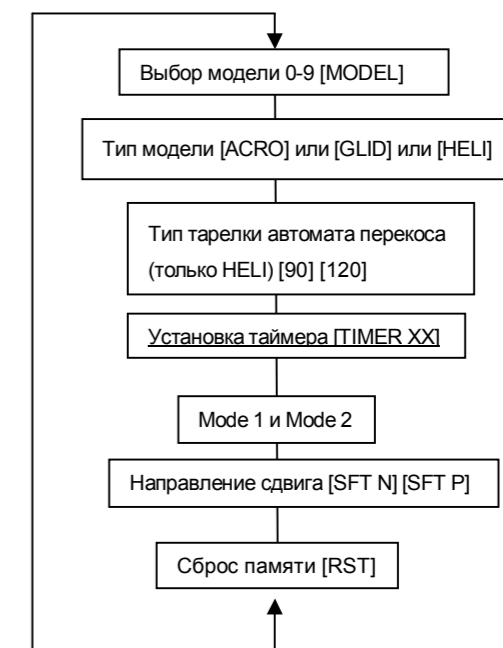 Выбор модели 0-9 [MODEL]
Тип модели [ACRO] или [GLID] или [HELI]
Тип тарелки автомата перекоса
(только HELI) [90] [120]
Установка таймера [TIMER XX]
Mode 1 и Mode 2
Направление сдвига [SFT N] [SFT P]
Сброс памяти [RST]